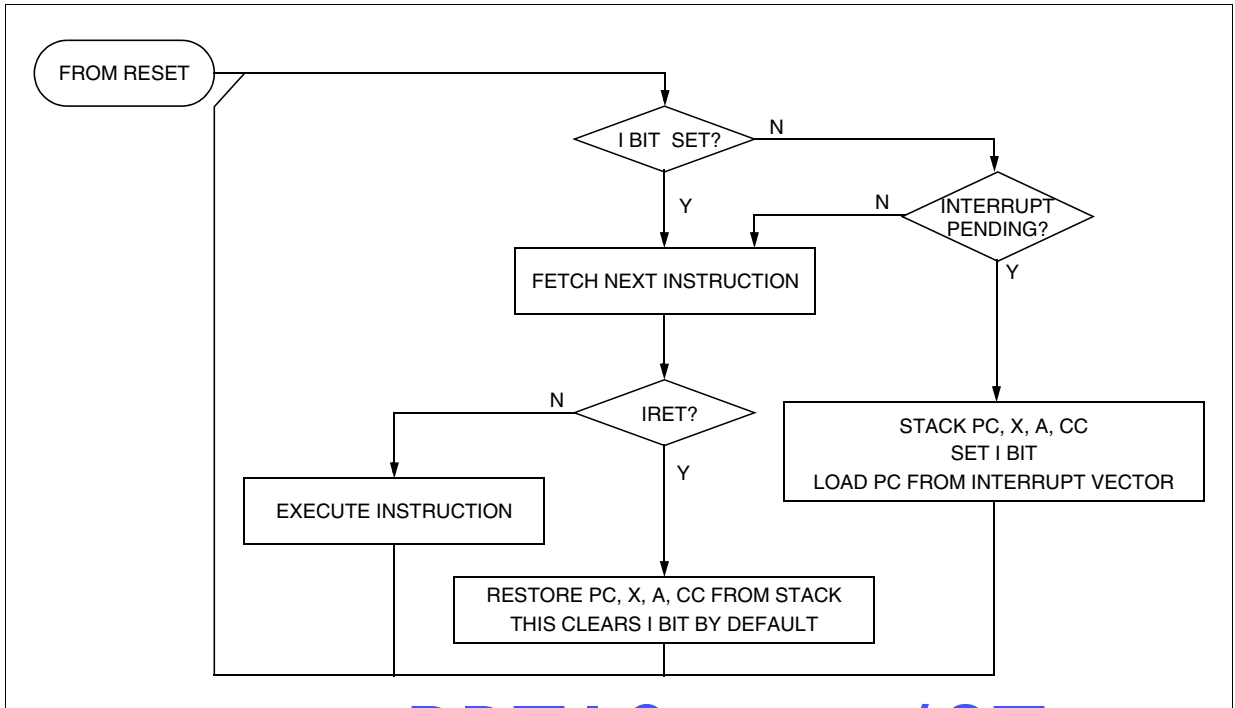 FROM RESET
I BIT SET?
N
Y
N
INTERRUPT
PENDING?
Y
FETCH NEXT INSTRUCTION
N
IRET?
Y
STACK PC, X, A, CC
SET I BIT
LOAD PC FROM INTERRUPT VECTOR
EXECUTE INSTRUCTION
RESTORE PC, X, A, CC FROM STACK
THIS CLEARS I BIT BY DEFAULT